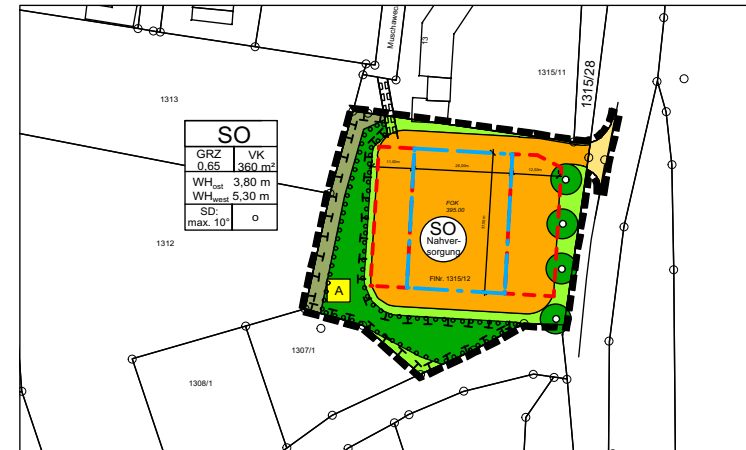 Muschawec
13
1315/11
1315/28
1313
SO
GRZ VK
0,65 360 m²
WHost 3,80 m
WHwest 5,30 m
SD: o
max. 10°
1312
FOK
395.00
SO
Nahver-
sorgung
FlNr. 1315/12
A
1307/1
1308/1